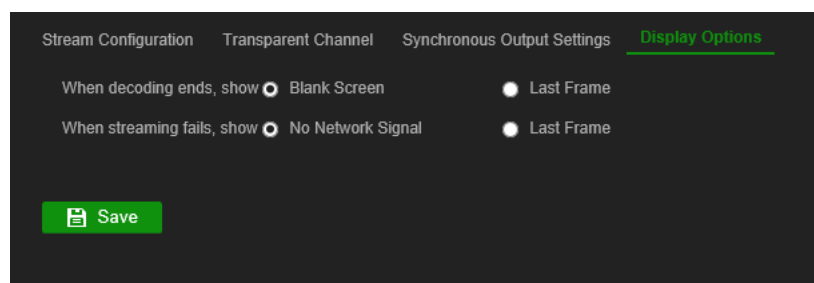 Stream Configuration Transparent Channel Synchronous Output Settings Display Options
When decoding ends, show Blank Screen Last Frame
When streaming fails, show No Network Signal Last Frame
Save